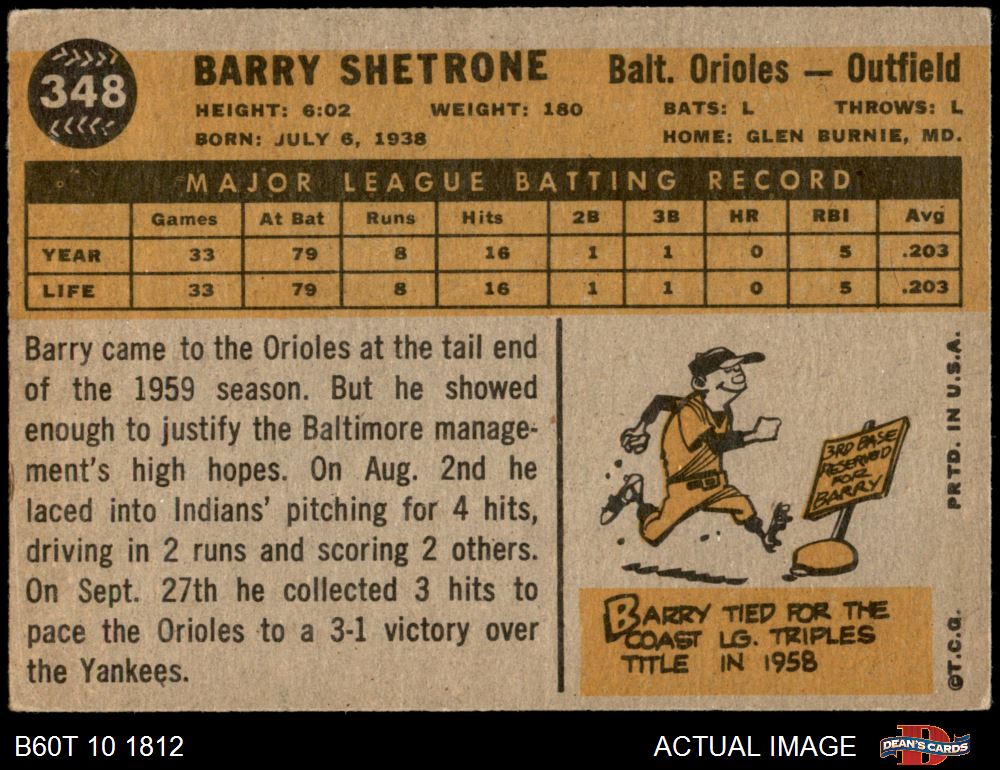 348
BARRY SHETRONE
Balt. Orioles — Outfield
HEIGHT: 6:02 WEIGHT: 180 BATS: L THROWS: L
BORN: JULY 6, 1938 HOME: GLEN BURNIE, MD.
MAJOR LEAGUE BATTING RECORD
Games At Bat Runs Hits 2B 3B HR RBI Avg
YEAR 33 79 8 16 1 1 0 5 .203
LIFE 33 79 8 16 1 1 0 5 .203
Barry came to the Orioles at the tail end
of the 1959 season. But he showed
enough to justify the Baltimore manage-
ment's high hopes. On Aug. 2nd he
laced into Indians' pitching for 4 hits,
driving in 2 runs and scoring 2 others.
On Sept. 27th he collected 3 hits to
pace the Orioles to a 3-1 victory over
the Yankees.
3RD BASE
RESERVED
FOR
BARRY
BARRY TIED FOR THE
COAST LG. TRIPLES
TITLE IN 1958
PRTD. IN U.S.A.
©T.C.G.
B60T 10 1812
ACTUAL IMAGE
D
DEAN'S CARDS